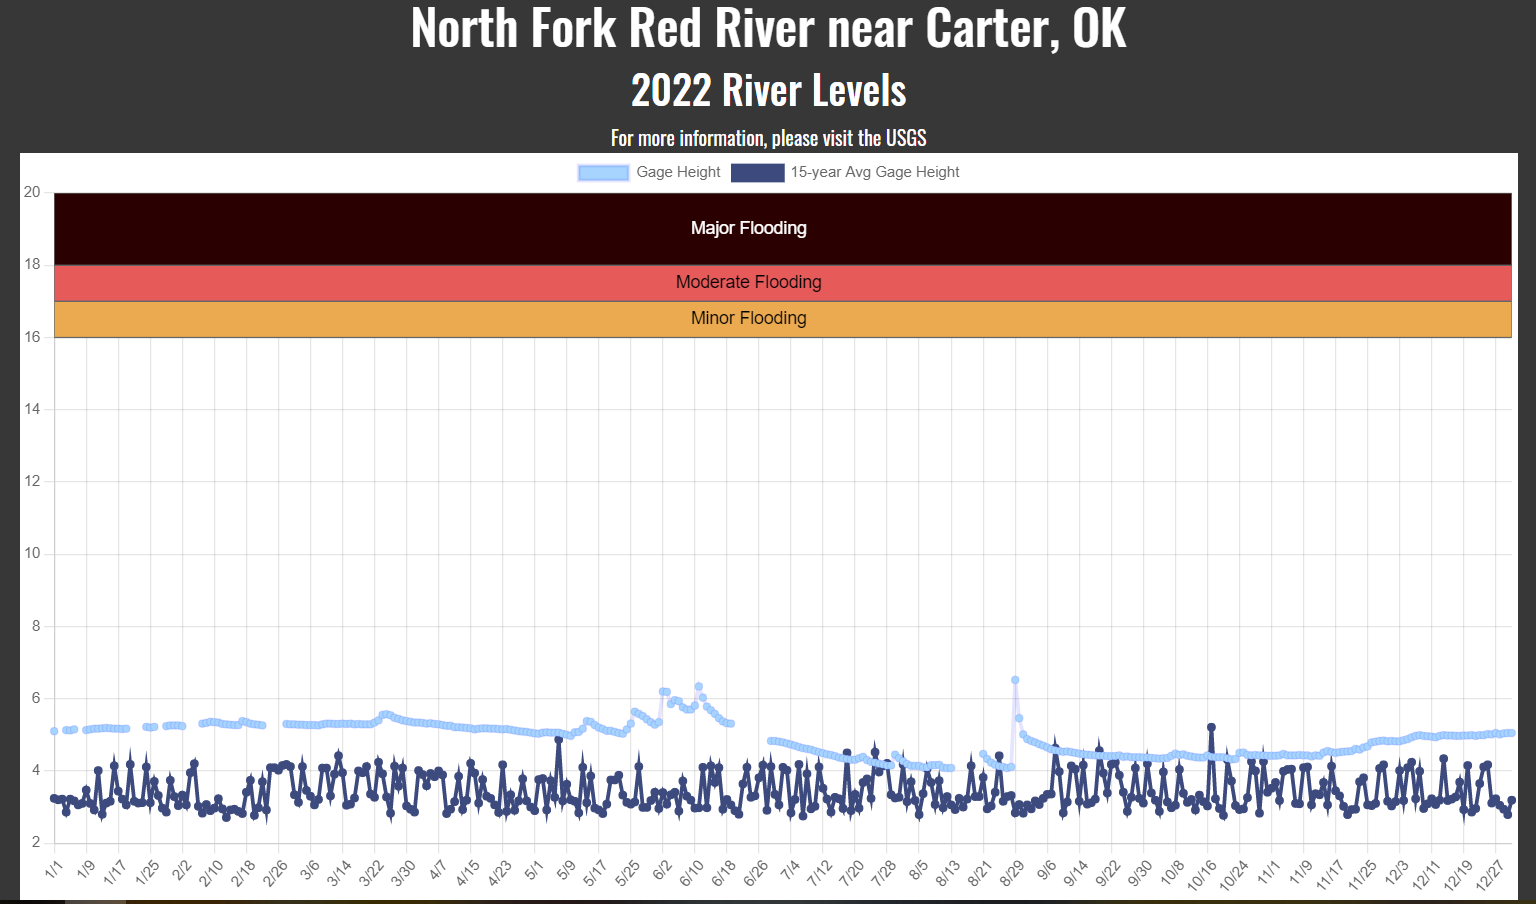 North Fork Red River near Carter, OK
2022 River Levels
For more information, please visit the USGS
Gage Height 15-year Avg Gage Height
20
Major Flooding
18
Moderate Flooding
Minor Flooding
16
14
12
10
8
6
4
2
1/1 1/9 1/17 1/25 2/2 2/10 2/18 2/26 3/6 3/14 3/22 3/30 4/7 4/15 4/23 5/1 5/9 5/17 5/25 6/2 6/10 6/18 6/26 7/4 7/12 7/20 7/28 8/5 8/13 8/21 8/29 9/6 9/14 9/22 9/30 10/8 10/16 10/24 11/1 11/9 11/17 11/25 12/3 12/11 12/19 12/27